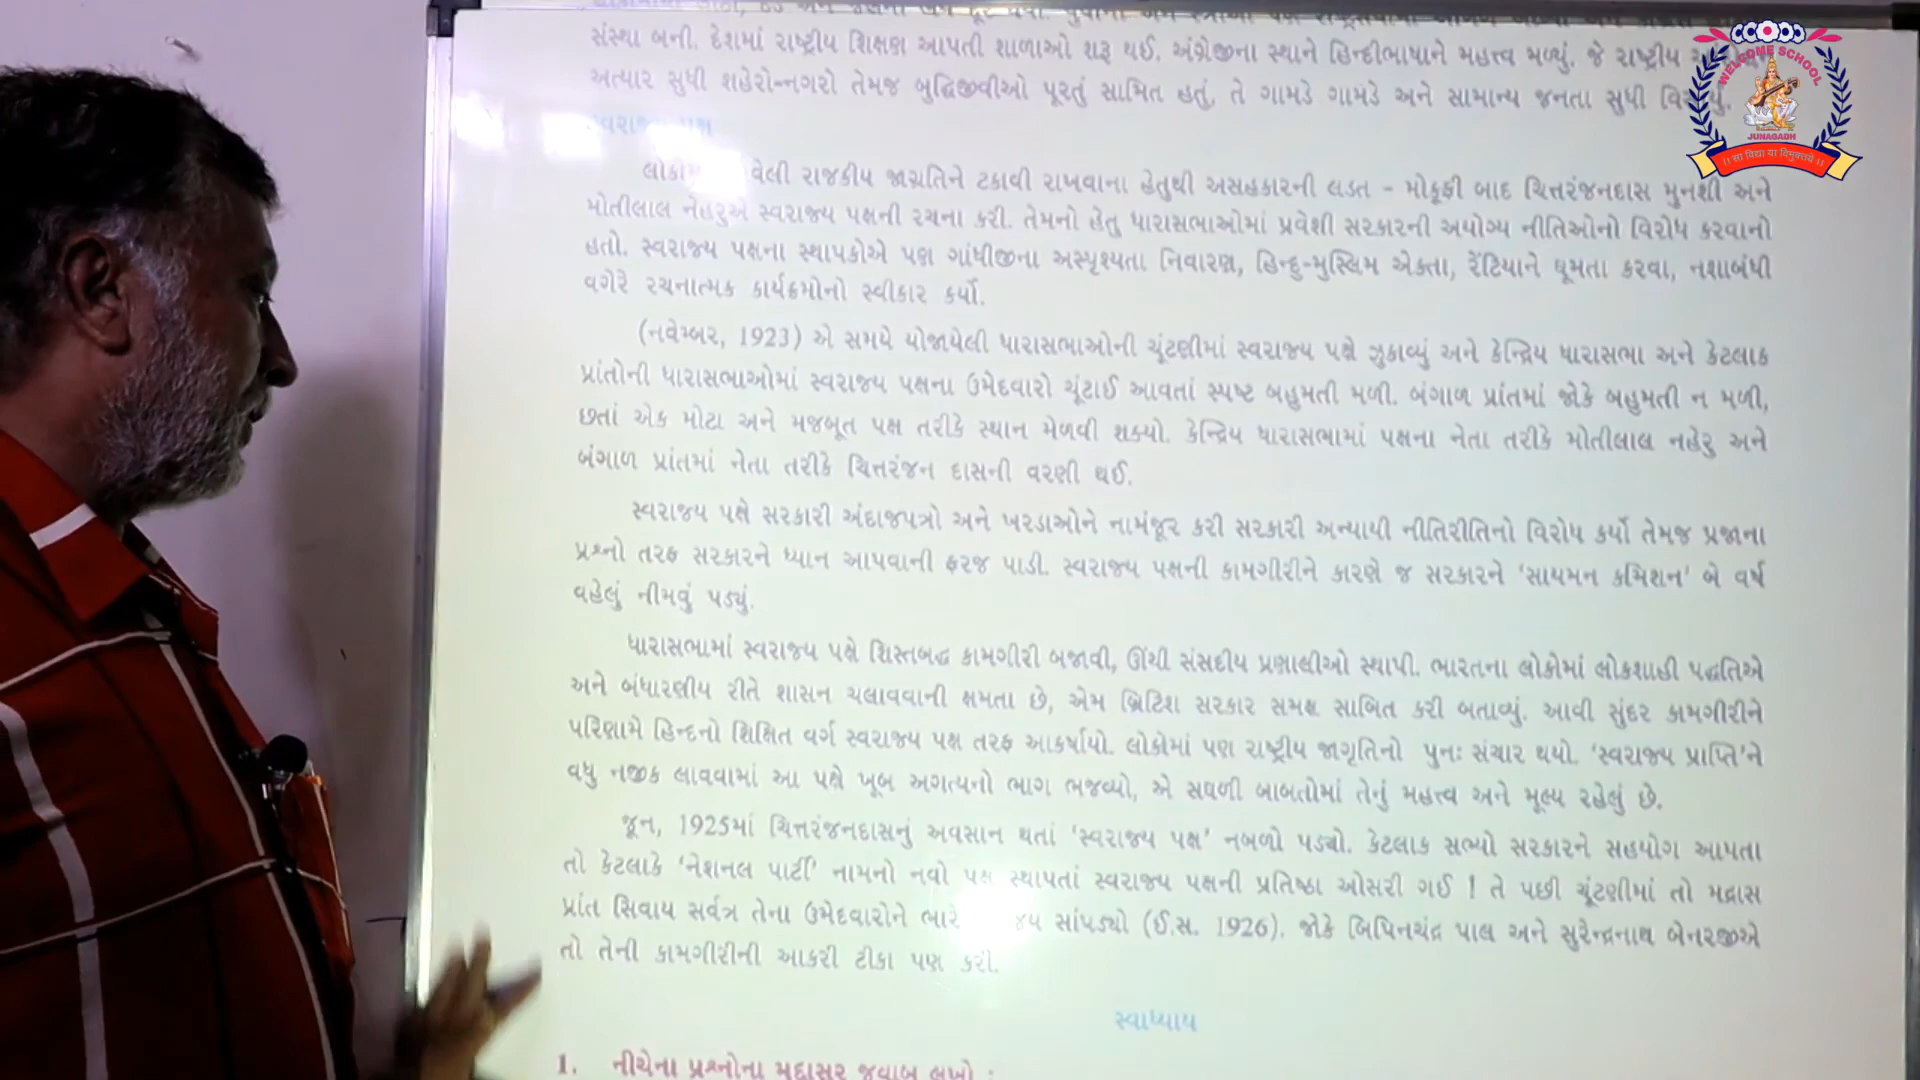 સંસ્થા બની. દેશમાં રાષ્ટ્રીય શિક્ષણ આપતી શાળાઓ શરૂ થઈ. અંગ્રેજીના સ્થાને હિન્દીભાષાને મહત્ત્વ મળ્યું. જે રાષ્ટ્રીય
અત્યાર સુધી શહેરો-નગરો તેમજ બુદ્ધિજીવીઓ પૂરતું સામિત હતું, તે ગામડે ગામડે અને સામાન્ય જનતા સુધી
સ્વરાજ્ય પક્ષ
રાજકીય જાગ્રતિને ટકાવી રાખવાના હેતુથી અસહકારની લડત - મોકૂફી બાદ ચિત્તરંજનદાસ મુનશી અને
મોતીલાલ નેહરુએ સ્વરાજ્ય પક્ષની રચના કરી. તેમનો હેતુ ધારાસભાઓમાં પ્રવેશી સરકારની અયોગ્ય નીતિઓનો વિરોધ કરવાનો
હતો. સ્વરાજ્ય પક્ષના સ્થાપકોએ પણ ગાંધીજીના અસ્પૃશ્યતા નિવારણ, હિન્દુ-મુસ્લિમ એકતા, રેંટિયાને ઘૂમતા કરવા, નશાબંધી
વગેરે રચનાત્મક કાર્યક્રમોનો સ્વીકાર કર્યો.
(નવેમ્બર, 1923) એ સમયે યોજાયેલી ધારાસભાઓની ચૂંટણીમાં સ્વરાજ્ય પક્ષે ઝુકાવ્યું અને કેન્દ્રિય ધારાસભા અને કેટલાક
પ્રાંતોની ધારાસભાઓમાં સ્વરાજ્ય પક્ષના ઉમેદવારો ચૂંટાઈ આવતાં સ્પષ્ટ બહુમતી મળી. બંગાળ પ્રાંતમાં જોકે બહુમતી ન મળી,
છતાં એક મોટા અને મજબૂત પક્ષ તરીકે સ્થાન મેળવી શક્યો. કેન્દ્રિય ધારાસભામાં પક્ષના નેતા તરીકે મોતીલાલ નહેરુ અને
બંગાળ પ્રાંતમાં નેતા તરીકે ચિત્તરંજન દાસની વરણી થઈ.
સ્વરાજ્ય પક્ષે સરકારી અંદાજપત્રો અને ખરડાઓને નામંજૂર કરી સરકારી અન્યાયી નીતિરીતિનો વિરોધ કર્યો તેમજ પ્રજાના
પ્રશ્નો તરફ સરકારને ધ્યાન આપવાની ફરજ પાડી. સ્વરાજ્ય પક્ષની કામગીરીને કારણે જ સરકારને ‘સાયમન કમિશન’ બે વર્ષ
વહેલું નીમવું પડ્યું.
ધારાસભામાં સ્વરાજ્ય પક્ષે શિસ્તબદ્ધ કામગીરી બજાવી, ઊંચી સંસદીય પ્રણાલીઓ સ્થાપી. ભારતના લોકોમાં લોકશાહી પદ્ધતિએ
અને બંધારણીય રીતે શાસન ચલાવવાની ક્ષમતા છે, એમ બ્રિટિશ સરકાર સમક્ષ સાબિત કરી બતાવ્યું. આવી સુંદર કામગીરીને
પરિણામે હિન્દનો શિક્ષિત વર્ગ સ્વરાજ્ય પક્ષ તરફ આકર્ષાયો. લોકોમાં પણ રાષ્ટ્રીય જાગૃતિનો પુનઃ સંચાર થયો. ‘સ્વરાજ્ય પ્રાપ્તિ’ને
વધુ નજીક લાવવામાં આ પક્ષે ખૂબ અગત્યનો ભાગ ભજવ્યો, એ સઘળી બાબતોમાં તેનું મહત્ત્વ અને મૂલ્ય રહેલું છે.
જૂન, 1925માં ચિત્તરંજનદાસનું અવસાન થતાં ‘સ્વરાજ્ય પક્ષ’ નબળો પડ્યો. કેટલાક સભ્યો સરકારને સહયોગ આપતા
તો કેટલાકે ‘નેશનલ પાર્ટી’ નામનો નવો પક્ષ સ્થાપતાં સ્વરાજ્ય પક્ષની પ્રતિષ્ઠા ઓસરી ગઈ ! તે પછી ચૂંટણીમાં તો મદ્રાસ
પ્રાંત સિવાય સર્વત્ર તેના ઉમેદવારોને ભારે સાંપડ્યો (ઈ.સ. 1926). જોકે બિપિનચંદ્ર પાલ અને સુરેન્દ્રનાથ બેનરજીએ
તો તેની કામગીરીની આકરી ટીકા પણ કરી.
સ્વાધ્યાય
1. નીચેના પ્રશ્નોના મુદ્દાસર જવાબ લખો :
WELCOME SCHOOL
JUNAGADH
।। सा विद्या या विमुक्तये ।।